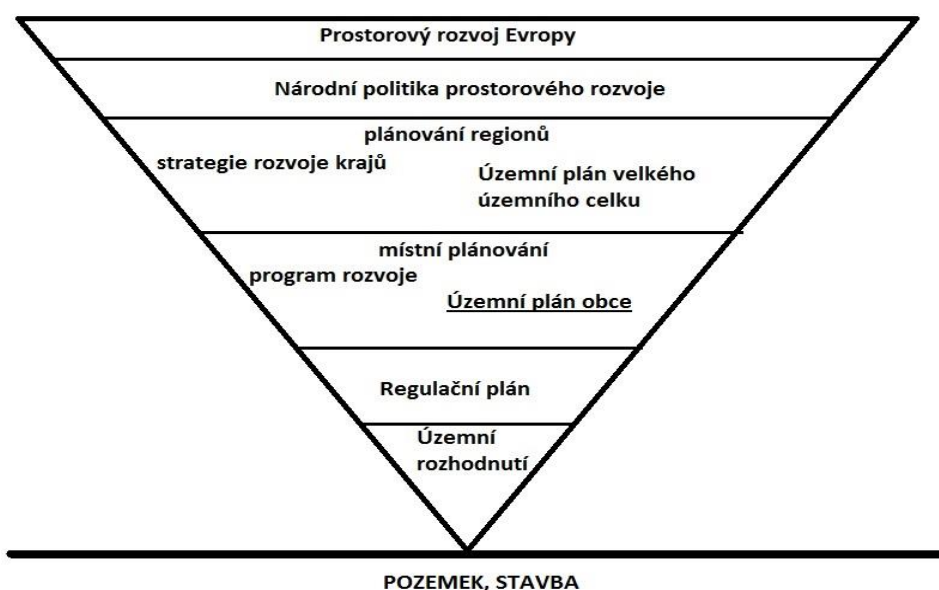 Prostorový rozvoj Evropy
Národní politika prostorového rozvoje
plánování regionů
strategie rozvoje krajů
Územní plán velkého
územního celku
místní plánování
program rozvoje
Územní plán obce
Regulační plán
Územní
rozhodnutí
POZEMEK, STAVBA